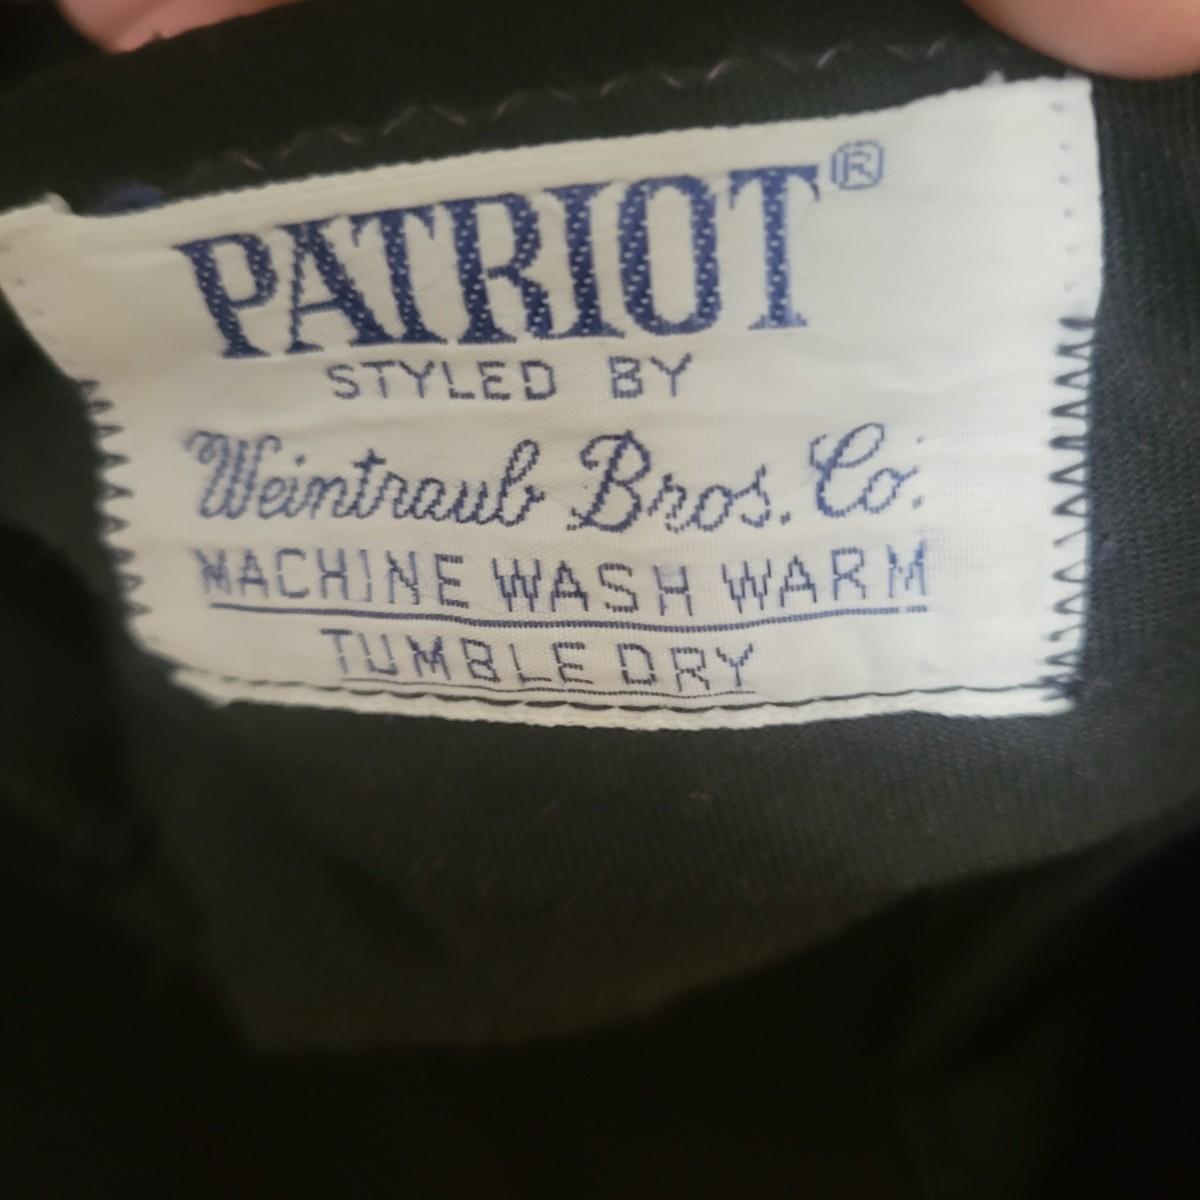 PATRIOT®
STYLED BY
Weintraub Bros. Co.
MACHINE WASH WARM
TUMBLE DRY